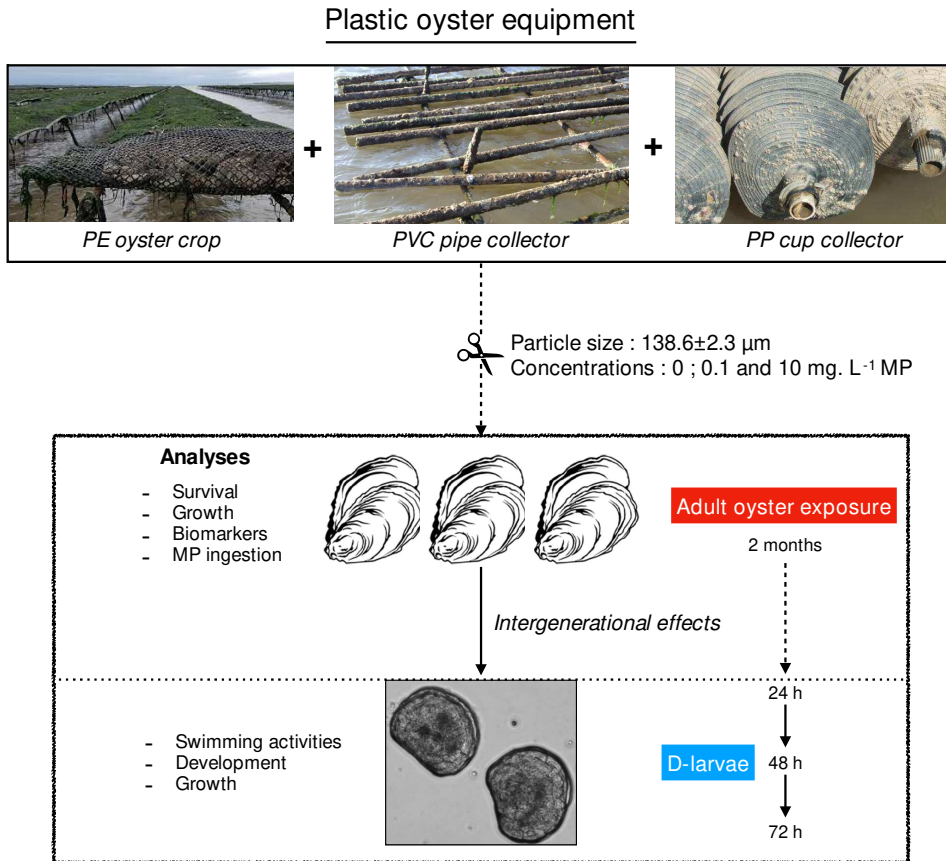 Plastic oyster equipment
+
+
PE oyster crop
PVC pipe collector
PP cup collector
Particle size : 138.6±2.3 µm
Concentrations : 0 ; 0.1 and 10 mg. L⁻¹ MP
Analyses
- Survival
- Growth
- Biomarkers
- MP ingestion
Adult oyster exposure
2 months
Intergenerational effects
24 h
- Swimming activities
- Development
- Growth
D-larvae
48 h
72 h